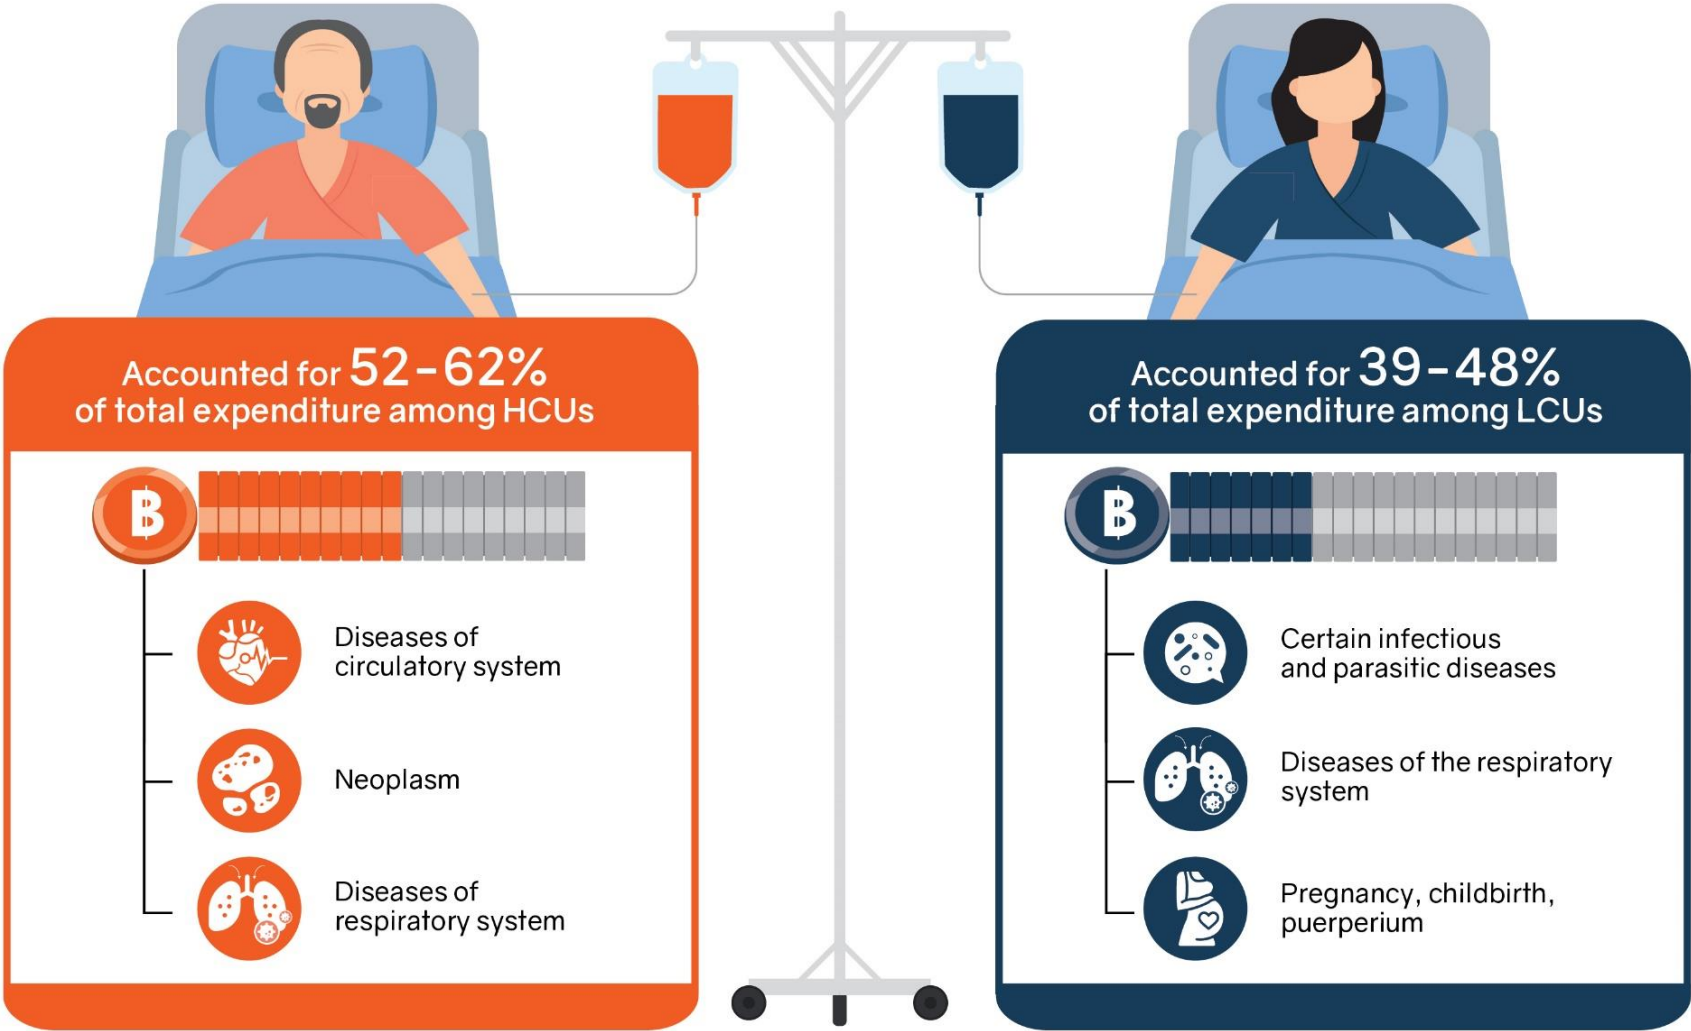 Accounted for 52-62%
of total expenditure among HCUs
฿
Diseases of
circulatory system
Neoplasm
Diseases of
respiratory system
Accounted for 39-48%
of total expenditure among LCUs
฿
Certain infectious
and parasitic diseases
Diseases of the respiratory
system
Pregnancy, childbirth,
puerperium